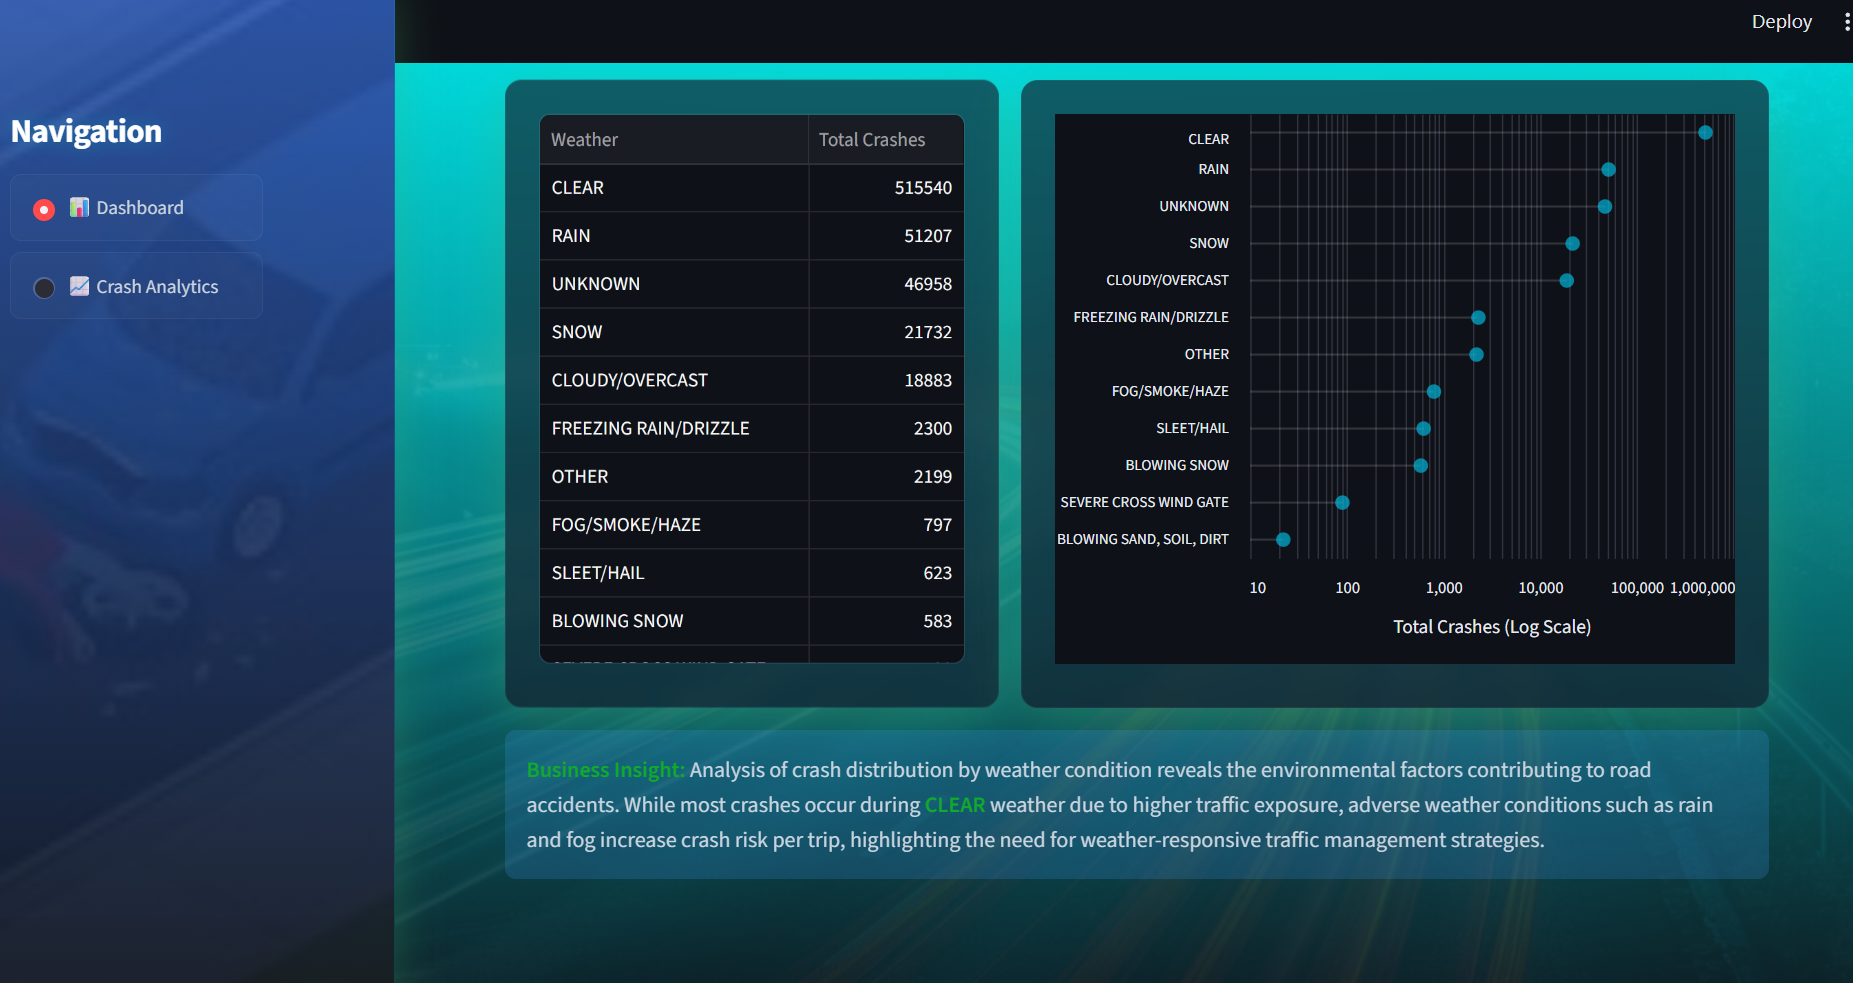 Deploy
Navigation
Dashboard
Crash Analytics
Weather Total Crashes
CLEAR 515540
RAIN 51207
UNKNOWN 46958
SNOW 21732
CLOUDY/OVERCAST 18883
FREEZING RAIN/DRIZZLE 2300
OTHER 2199
FOG/SMOKE/HAZE 797
SLEET/HAIL 623
BLOWING SNOW 583
CLEAR
RAIN
UNKNOWN
SNOW
CLOUDY/OVERCAST
FREEZING RAIN/DRIZZLE
OTHER
FOG/SMOKE/HAZE
SLEET/HAIL
BLOWING SNOW
SEVERE CROSS WIND GATE
BLOWING SAND, SOIL, DIRT
10 100 1,000 10,000 100,000 1,000,000
Total Crashes (Log Scale)
Business Insight: Analysis of crash distribution by weather condition reveals the environmental factors contributing to road
accidents. While most crashes occur during CLEAR weather due to higher traffic exposure, adverse weather conditions such as rain
and fog increase crash risk per trip, highlighting the need for weather-responsive traffic management strategies.